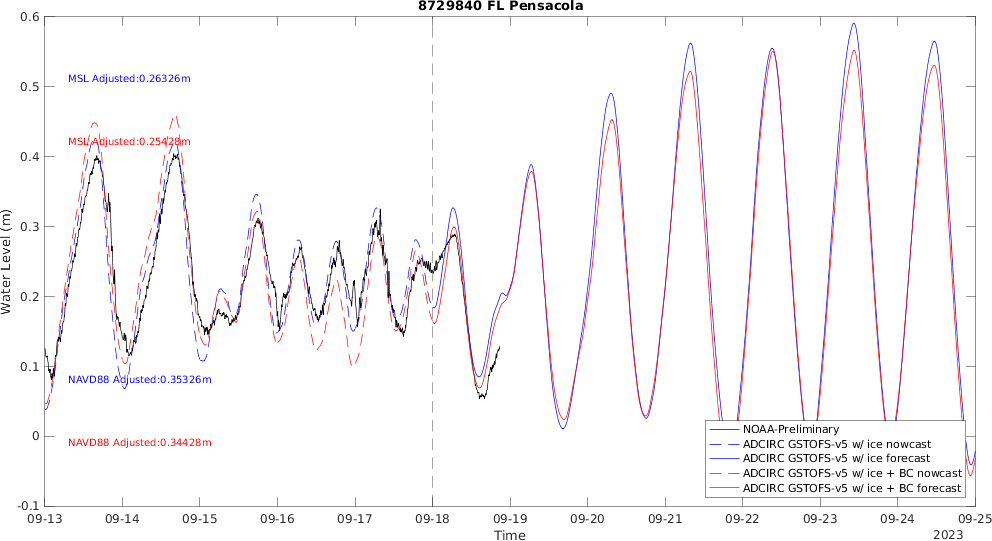 8729840 FL Pensacola
0.6
0.5
0.4
0.3
0.2
0.1
0
-0.1
Water Level (m)
MSL Adjusted:0.26326m
MSL Adjusted:0.25428m
NAVD88 Adjusted:0.35326m
NAVD88 Adjusted:0.34428m
NOAA-Preliminary
ADCIRC GSTOFS-v5 w/ ice nowcast
ADCIRC GSTOFS-v5 w/ ice forecast
ADCIRC GSTOFS-v5 w/ ice + BC nowcast
ADCIRC GSTOFS-v5 w/ ice + BC forecast
09-13 09-14 09-15 09-16 09-17 09-18 09-19 09-20 09-21 09-22 09-23 09-24 09-25
Time
2023